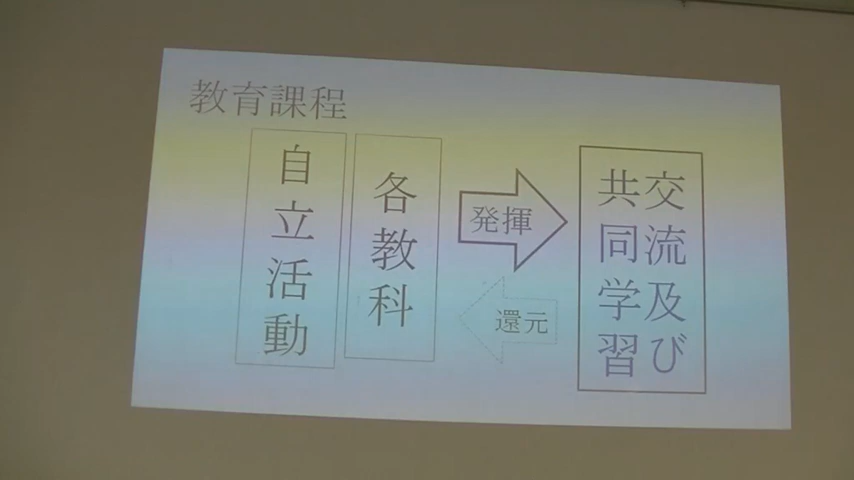 教育課程
自立活動
各教科
発揮
還元
交流及び
共同学習